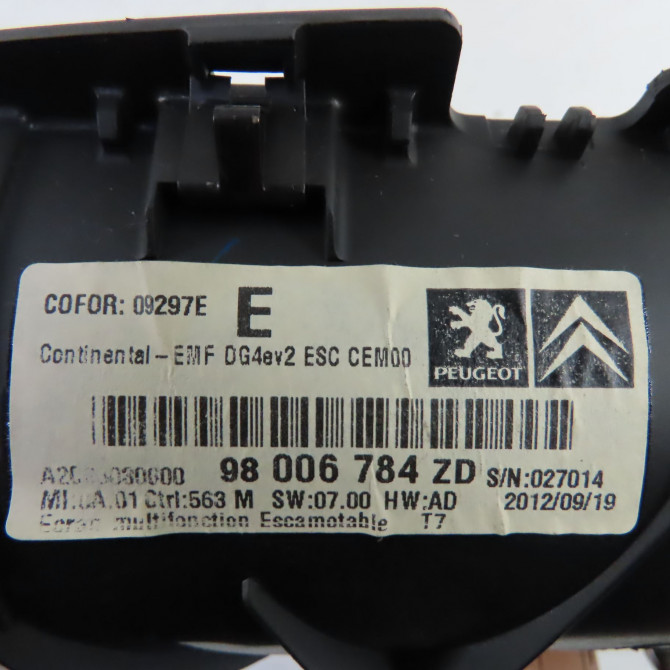 COFOR: 09297E E
Continental-EMF DG4ev2 ESC CEM00
PEUGEOT
98 006 784 ZD S/N:027014
Ctrl:563 M SW:07.00 HW:AD 2012/09/19
multifonction Escamotable T7